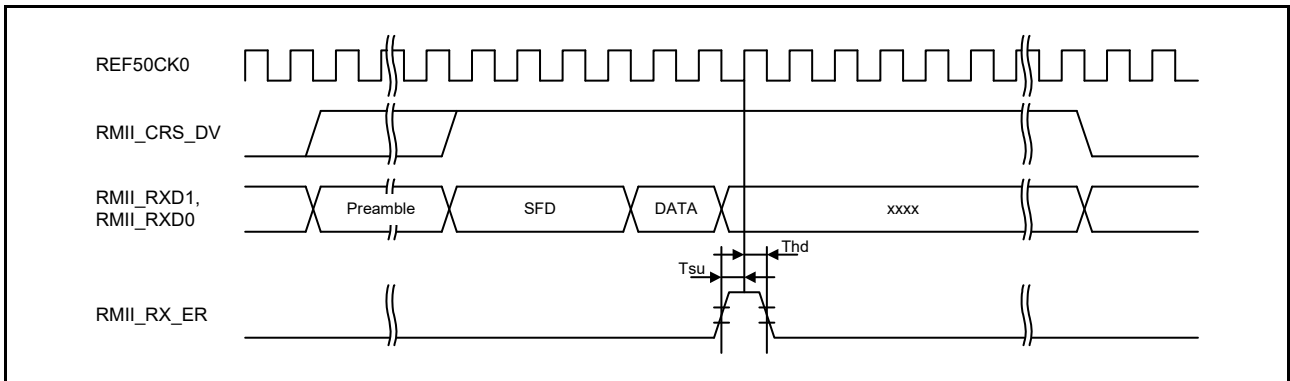 REF50CK0
RMII_CRS_DV
RMII_RXD1,
RMII_RXD0
Preamble
SFD
DATA
xxxx
Thd
Tsu
RMII_RX_ER